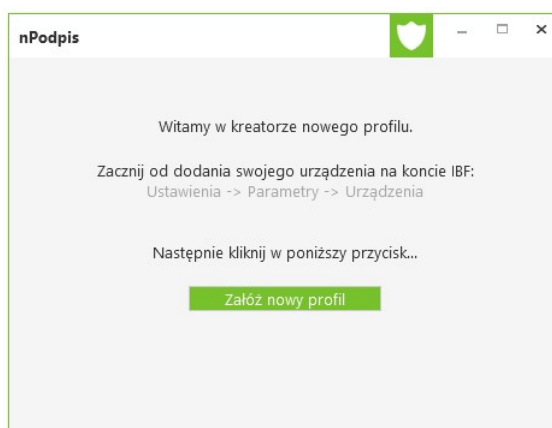 nPodpis
Witamy w kreatorze nowego profilu.
Zacznij od dodania swojego urządzenia na koncie IBF:
Ustawienia -> Parametry -> Urządzenia
Następnie kliknij w poniższy przycisk...
Załóż nowy profil